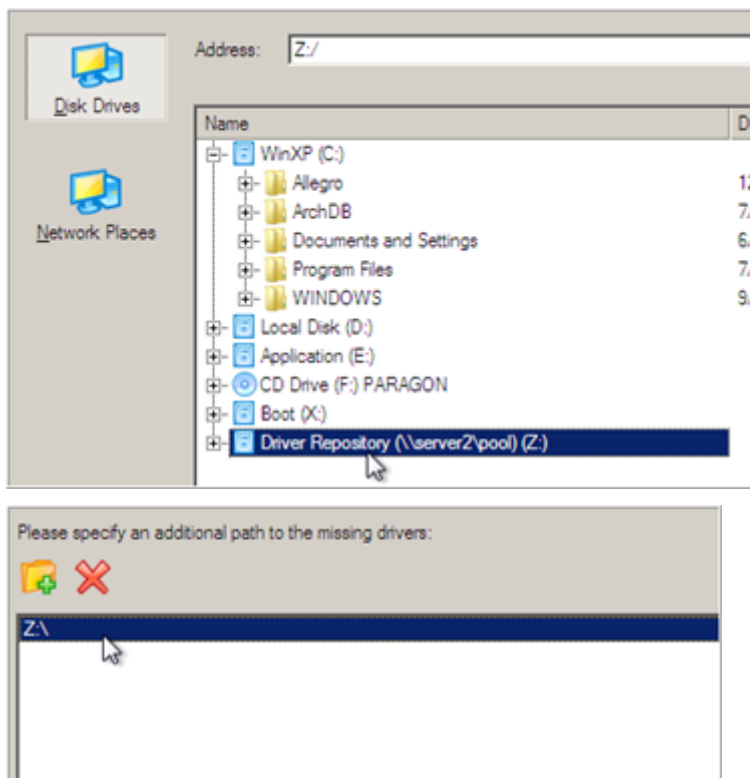 Address: Z:/
Disk Drives
Name
WinXP (C:)
Allegro
ArchDB
Documents and Settings
Program Files
WINDOWS
Network Places
Local Disk (D:)
Application (E:)
CD Drive (F:) PARAGON
Boot (X:)
Driver Repository (\\server2\pool) (Z:)
Please specify an additional path to the missing drivers:
Z:\